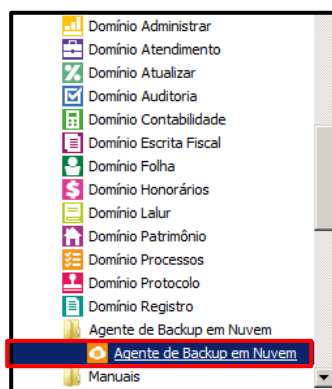 Domínio Administrar
Domínio Atendimento
Domínio Atualizar
Domínio Auditoria
Domínio Contabilidade
Domínio Escrita Fiscal
Domínio Folha
Domínio Honorários
Domínio Lalur
Domínio Patrimônio
Domínio Processos
Domínio Protocolo
Domínio Registro
Agente de Backup em Nuvem
Agente de Backup em Nuvem
Manuais